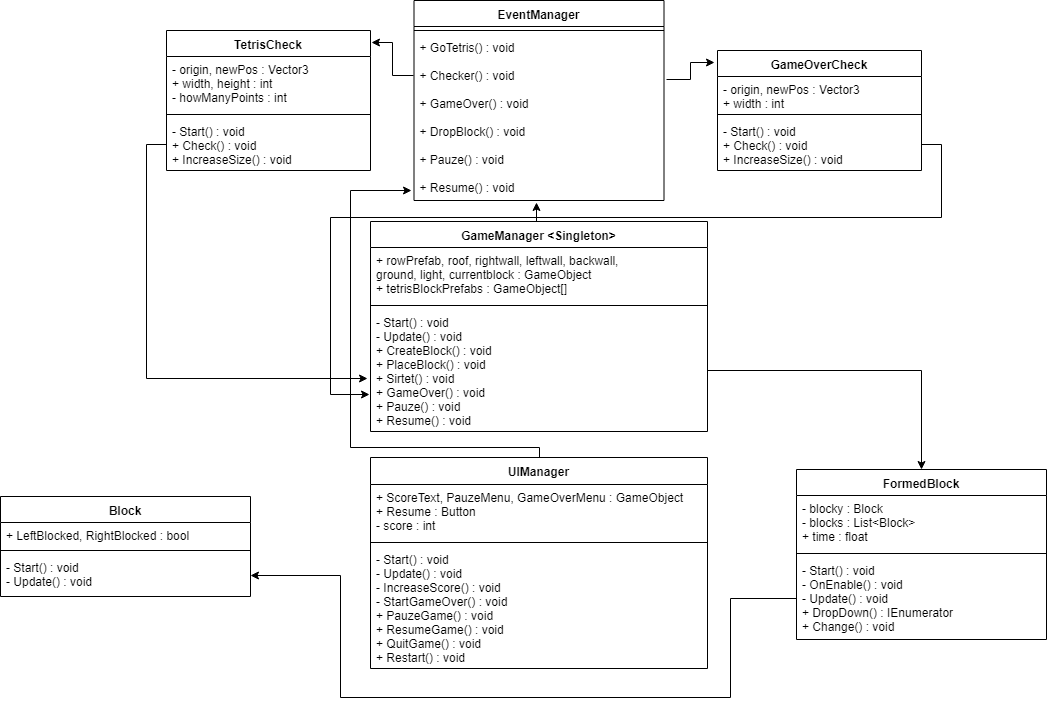 EventManager
+ GoTetris() : void
+ Checker() : void
+ GameOver() : void
+ DropBlock() : void
+ Pauze() : void
+ Resume() : void
TetrisCheck
- origin, newPos : Vector3
+ width, height : int
- howManyPoints : int
- Start() : void
+ Check() : void
+ IncreaseSize() : void
GameOverCheck
- origin, newPos : Vector3
+ width : int
- Start() : void
+ Check() : void
+ IncreaseSize() : void
GameManager <Singleton>
+ rowPrefab, roof, rightwall, leftwall, backwall,
ground, light, currentblock : GameObject
+ tetrisBlockPrefabs : GameObject[]
- Start() : void
- Update() : void
+ CreateBlock() : void
+ PlaceBlock() : void
+ Sirtet() : void
+ GameOver() : void
+ Pauze() : void
+ Resume() : void
UIManager
+ ScoreText, PauzeMenu, GameOverMenu : GameObject
+ Resume : Button
- score : int
- Start() : void
- Update() : void
- IncreaseScore() : void
- StartGameOver() : void
+ PauzeGame() : void
+ ResumeGame() : void
+ QuitGame() : void
+ Restart() : void
FormedBlock
- blocky : Block
- blocks : List<Block>
+ time : float
- Start() : void
- OnEnable() : void
- Update() : void
+ DropDown() : IEnumerator
+ Change() : void
Block
+ LeftBlocked, RightBlocked : bool
- Start() : void
- Update() : void